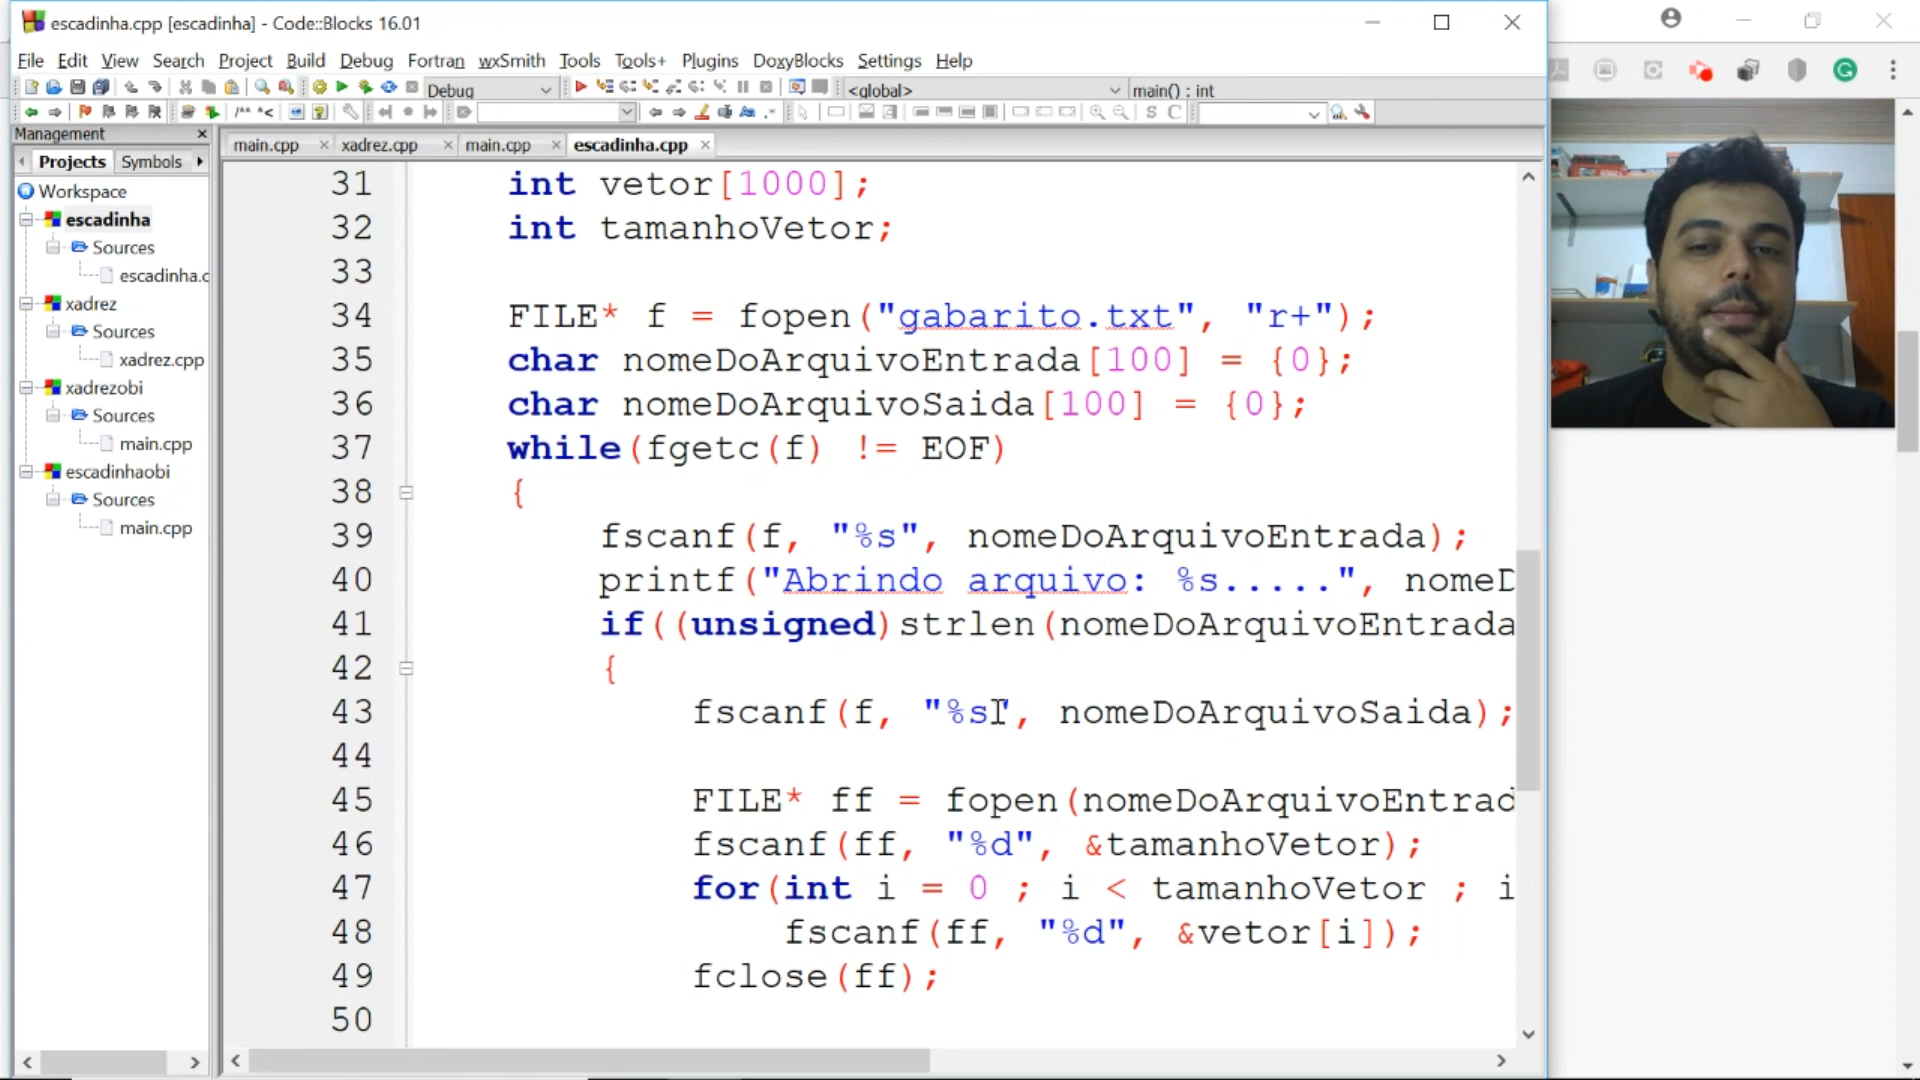 escadinha.cpp [escadinha] - Code::Blocks 16.01
File Edit View Search Project Build Debug Fortran wxSmith Tools Tools+ Plugins DoxyBlocks Settings Help
Debug <global> main() : int
Management
Projects Symbols
main.cpp xadrez.cpp main.cpp escadinha.cpp
Workspace
escadinha
Sources
escadinha.c
xadrez
Sources
xadrez.cpp
xadrezobi
Sources
main.cpp
escadinhaobi
Sources
main.cpp
31 int vetor[1000];
32 int tamanhoVetor;
33
34 FILE* f = fopen("gabarito.txt", "r+");
35 char nomeDoArquivoEntrada[100] = {0};
36 char nomeDoArquivoSaida[100] = {0};
37 while(fgetc(f) != EOF)
38 {
39 fscanf(f, "%s", nomeDoArquivoEntrada);
40 printf("Abrindo arquivo: %s.....", nomeD
41 if((unsigned)strlen(nomeDoArquivoEntrada
42 {
43 fscanf(f, "%s", nomeDoArquivoSaida);
44
45 FILE* ff = fopen(nomeDoArquivoEntrad
46 fscanf(ff, "%d", &tamanhoVetor);
47 for(int i = 0 ; i < tamanhoVetor ; i
48 fscanf(ff, "%d", &vetor[i]);
49 fclose(ff);
50